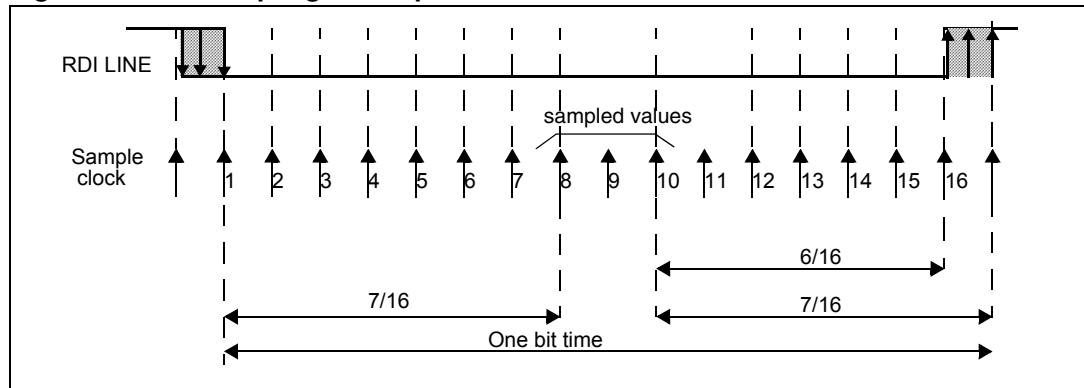 RDI LINE
sampled values
Sample
clock
1 2 3 4 5 6 7 8 9 10 11 12 13 14 15 16
6/16
7/16
7/16
One bit time